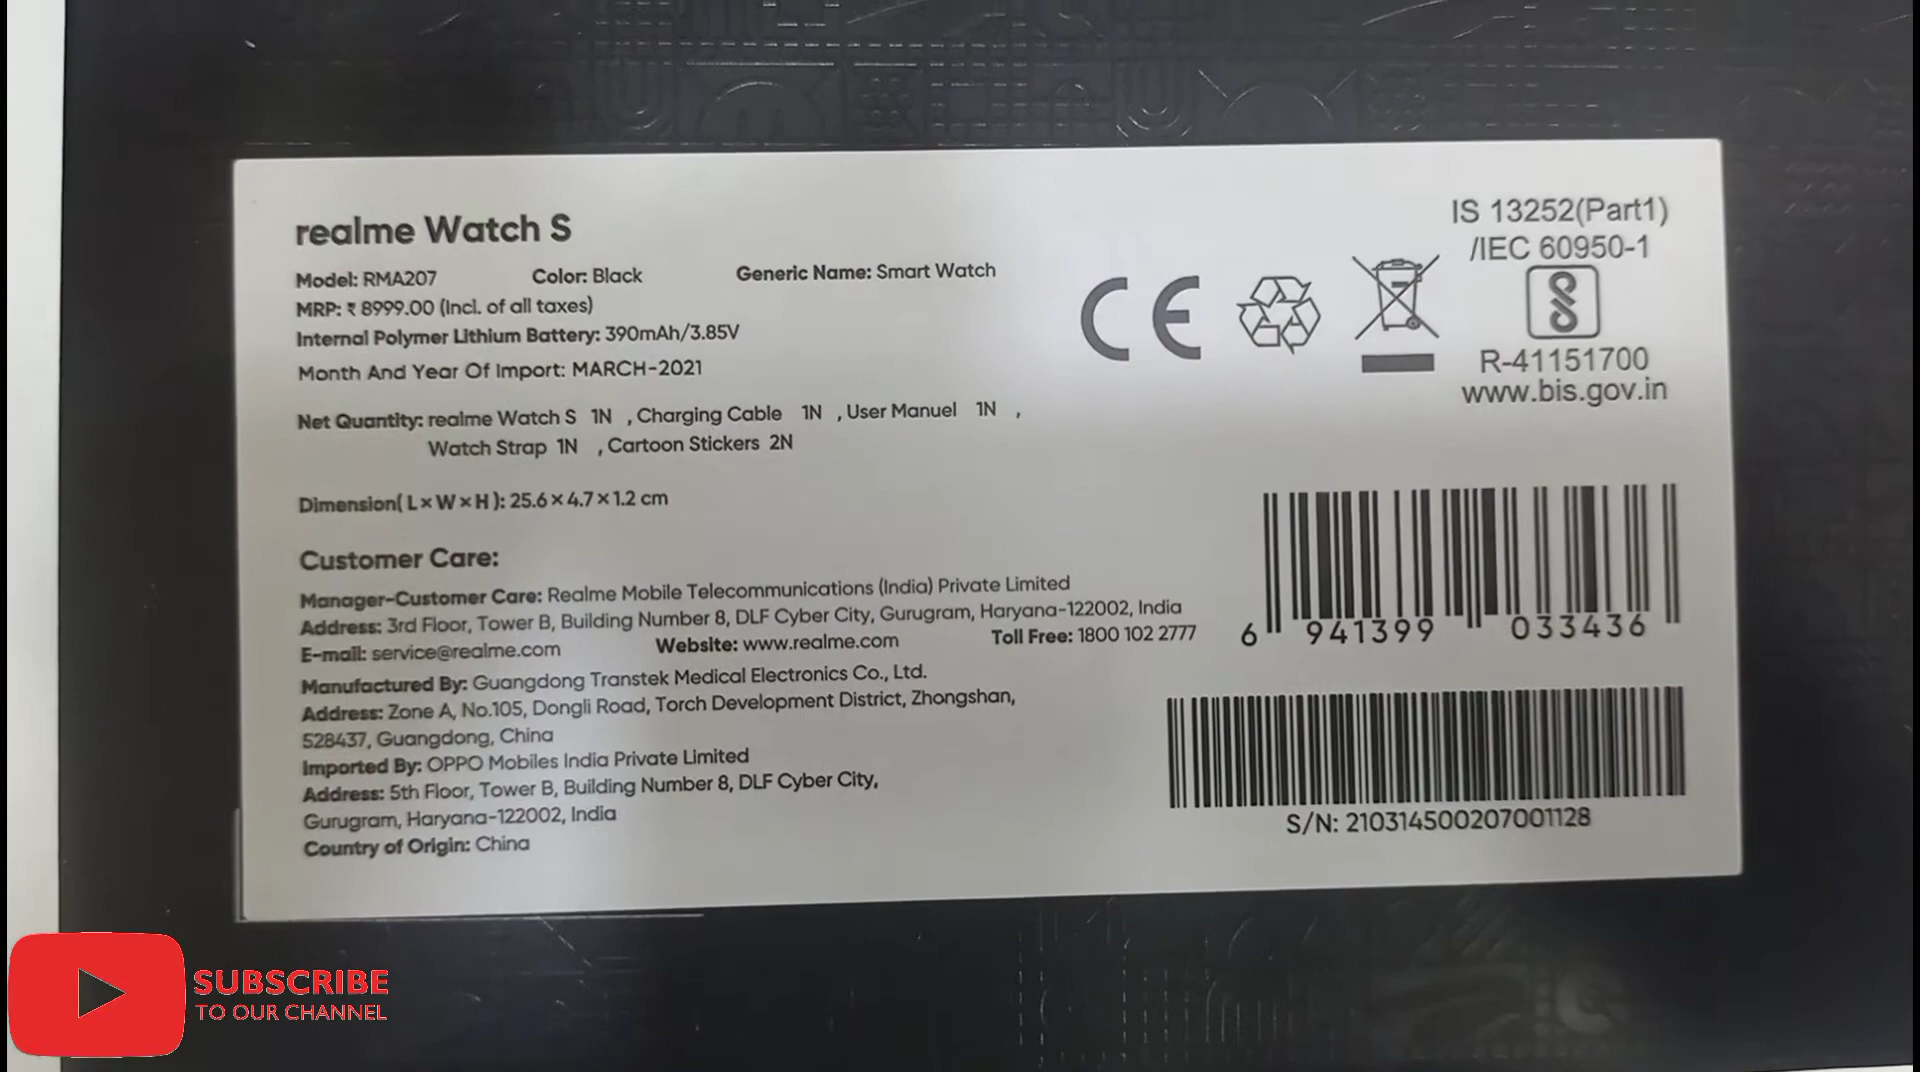 realme Watch S
Model: RMA207 Color: Black Generic Name: Smart Watch
MRP: ₹ 8999.00 (Incl. of all taxes)
Internal Polymer Lithium Battery: 390mAh/3.85V
Month And Year Of Import: MARCH-2021
Net Quantity: realme Watch S 1N , Charging Cable 1N , User Manuel 1N ,
Watch Strap 1N , Cartoon Stickers 2N
Dimension( L×W×H ): 25.6×4.7×1.2 cm
Customer Care:
Manager-Customer Care: Realme Mobile Telecommunications (India) Private Limited
Address: 3rd Floor, Tower B, Building Number 8, DLF Cyber City, Gurugram, Haryana-122002, India
E-mail: service@realme.com Website: www.realme.com Toll Free: 1800 102 2777
Manufactured By: Guangdong Transtek Medical Electronics Co., Ltd.
Address: Zone A, No.105, Dongli Road, Torch Development District, Zhongshan,
528437, Guangdong, China
Imported By: OPPO Mobiles India Private Limited
Address: 5th Floor, Tower B, Building Number 8, DLF Cyber City,
Gurugram, Haryana-122002, India
Country of Origin: China
CE
IS 13252(Part1)
/IEC 60950-1
R-41151700
www.bis.gov.in
6 941399 033436
S/N: 210314500207001128
SUBSCRIBE
TO OUR CHANNEL